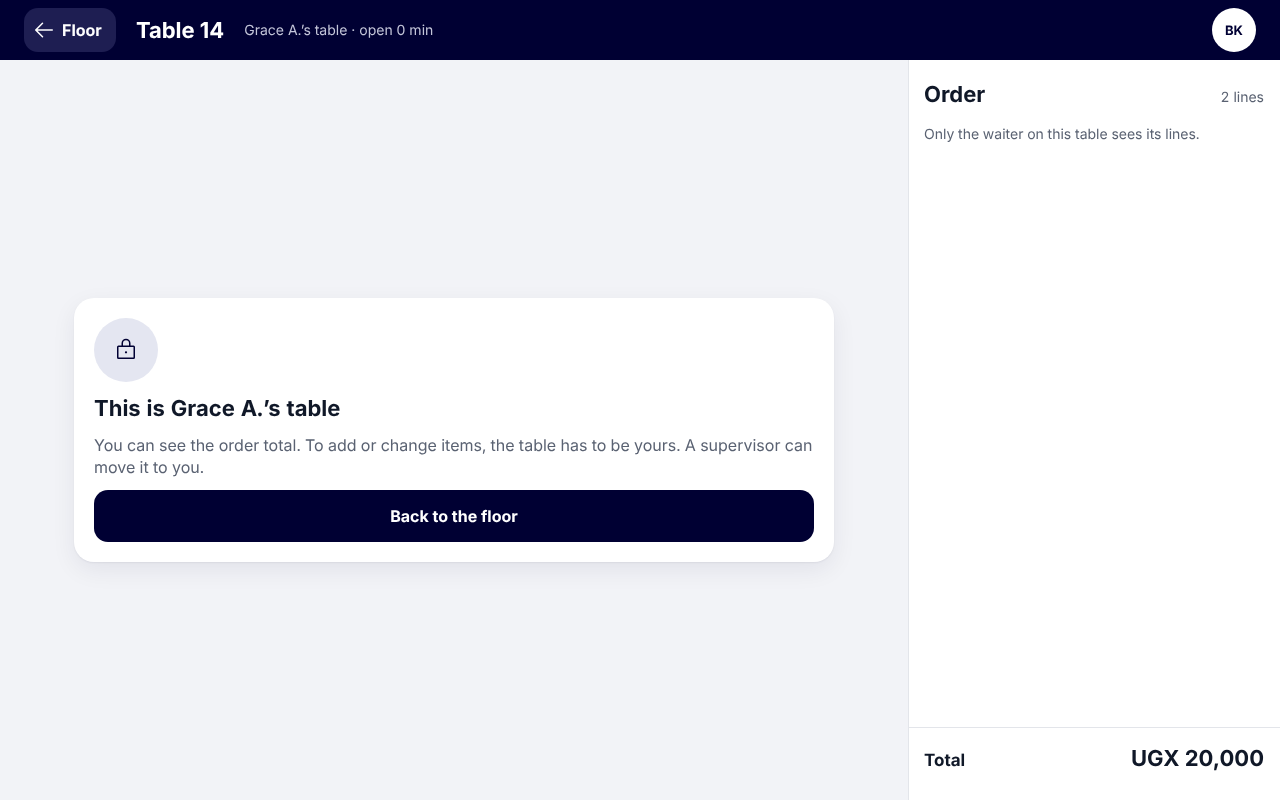 Floor
Table 14
Grace A.’s table · open 0 min
BK
This is Grace A.’s table
You can see the order total. To add or change items, the table has to be yours. A supervisor can
move it to you.
Back to the floor
Order
2 lines
Only the waiter on this table sees its lines.
Total
UGX 20,000